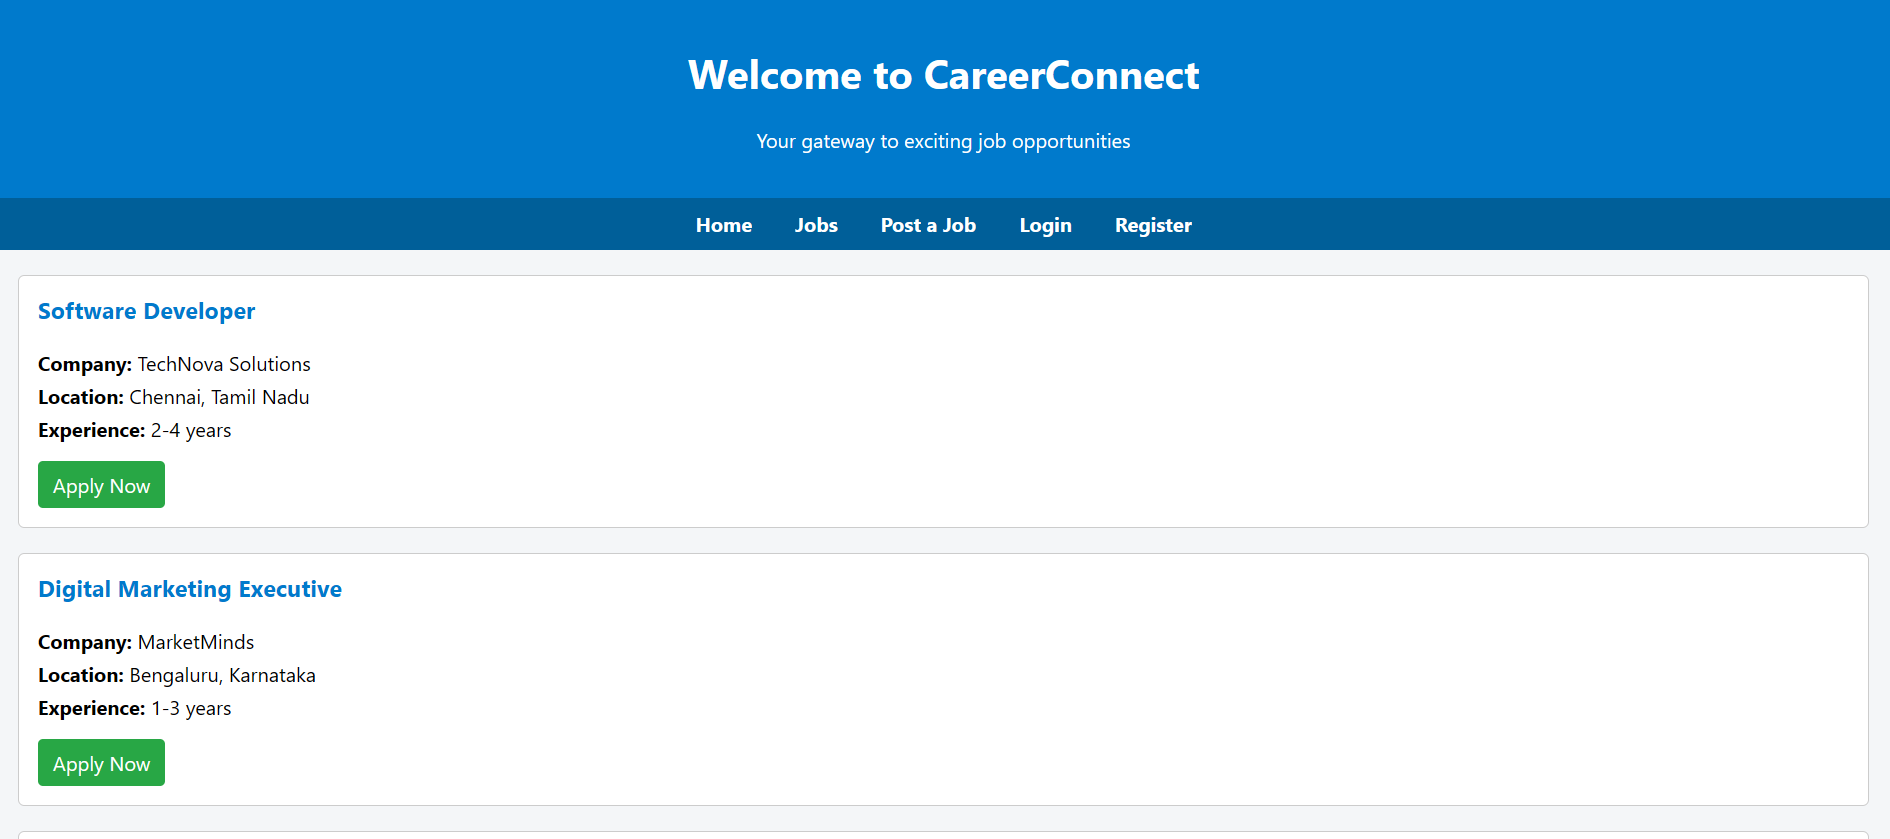 Welcome to CareerConnect
Your gateway to exciting job opportunities
Home Jobs Post a Job Login Register
Software Developer
Company: TechNova Solutions
Location: Chennai, Tamil Nadu
Experience: 2-4 years
Apply Now
Digital Marketing Executive
Company: MarketMinds
Location: Bengaluru, Karnataka
Experience: 1-3 years
Apply Now